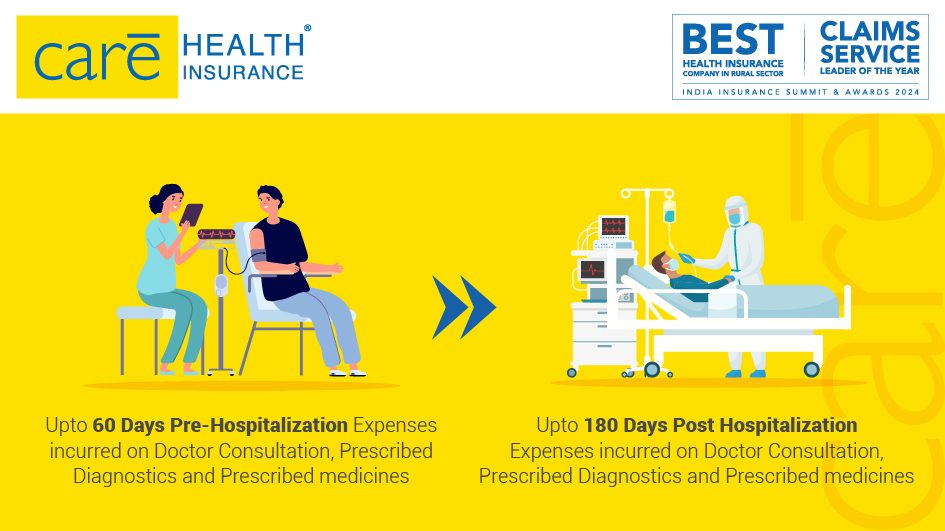 carē HEALTH®
INSURANCE
BEST
HEALTH INSURANCE
COMPANY IN RURAL SECTOR
CLAIMS
SERVICE
LEADER OF THE YEAR
INDIA INSURANCE SUMMIT & AWARDS 2024
carē
Upto 60 Days Pre-Hospitalization Expenses
incurred on Doctor Consultation, Prescribed
Diagnostics and Prescribed medicines
Upto 180 Days Post Hospitalization
Expenses incurred on Doctor Consultation,
Prescribed Diagnostics and Prescribed medicines